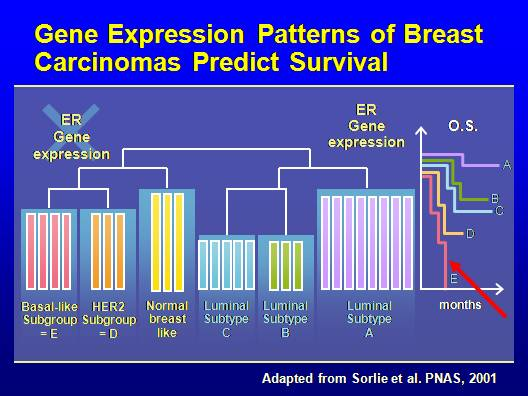 Gene Expression Patterns of Breast
Carcinomas Predict Survival
ER
Gene
expression
ER
Gene
expression
O.S.
A
B
C
D
E
months
Basal-like
Subgroup
= E
HER2
Subgroup
= D
Normal
breast
like
Luminal
Subtype
C
Luminal
Subtype
B
Luminal
Subtype
A
Adapted from Sorlie et al. PNAS, 2001